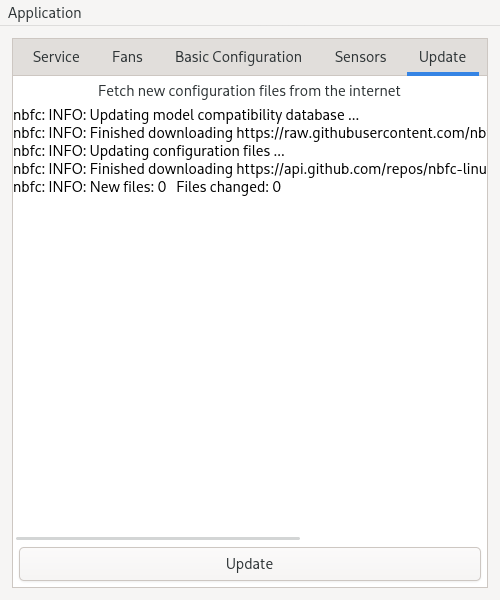 Application
Service Fans Basic Configuration Sensors Update
Fetch new configuration files from the internet
nbfc: INFO: Updating model compatibility database ...
nbfc: INFO: Finished downloading https://raw.githubusercontent.com/nb
nbfc: INFO: Updating configuration files ...
nbfc: INFO: Finished downloading https://api.github.com/repos/nbfc-linu
nbfc: INFO: New files: 0   Files changed: 0
Update